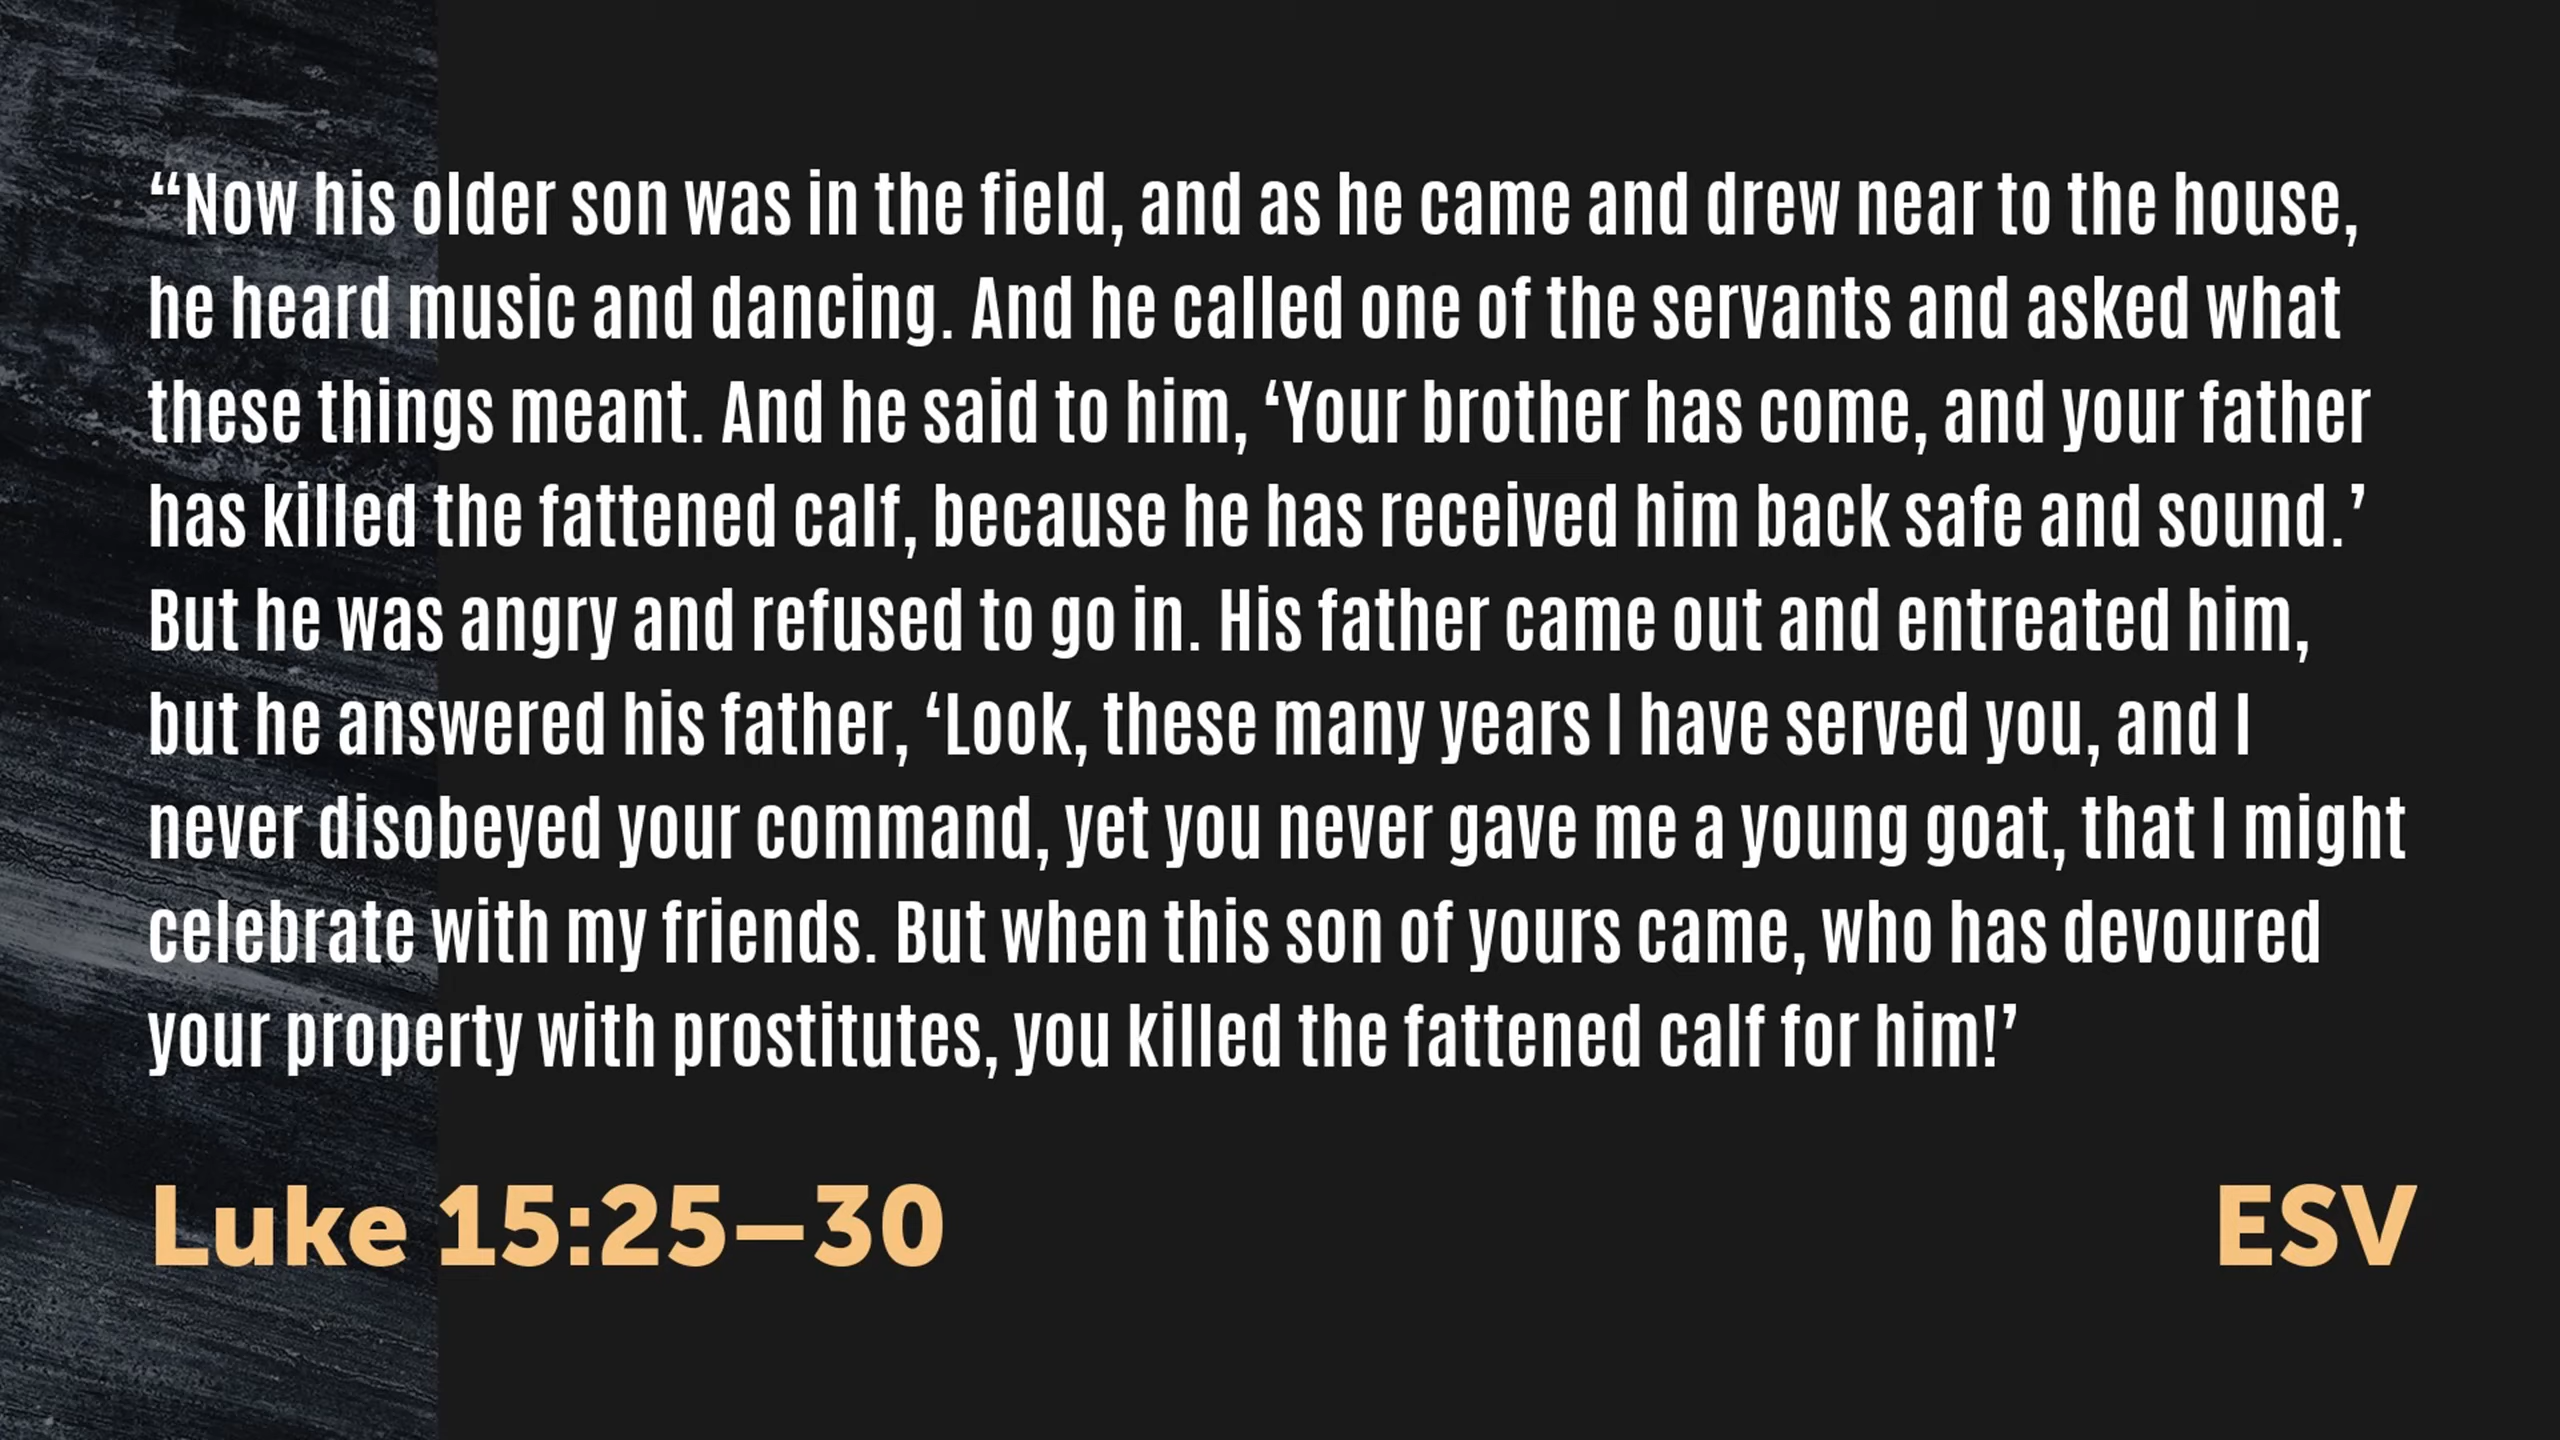 “Now his older son was in the field, and as he came and drew near to the house,
he heard music and dancing. And he called one of the servants and asked what
these things meant. And he said to him, ‘Your brother has come, and your father
has killed the fattened calf, because he has received him back safe and sound.’
But he was angry and refused to go in. His father came out and entreated him,
but he answered his father, ‘Look, these many years I have served you, and I
never disobeyed your command, yet you never gave me a young goat, that I might
celebrate with my friends. But when this son of yours came, who has devoured
your property with prostitutes, you killed the fattened calf for him!’
Luke 15:25–30 ESV